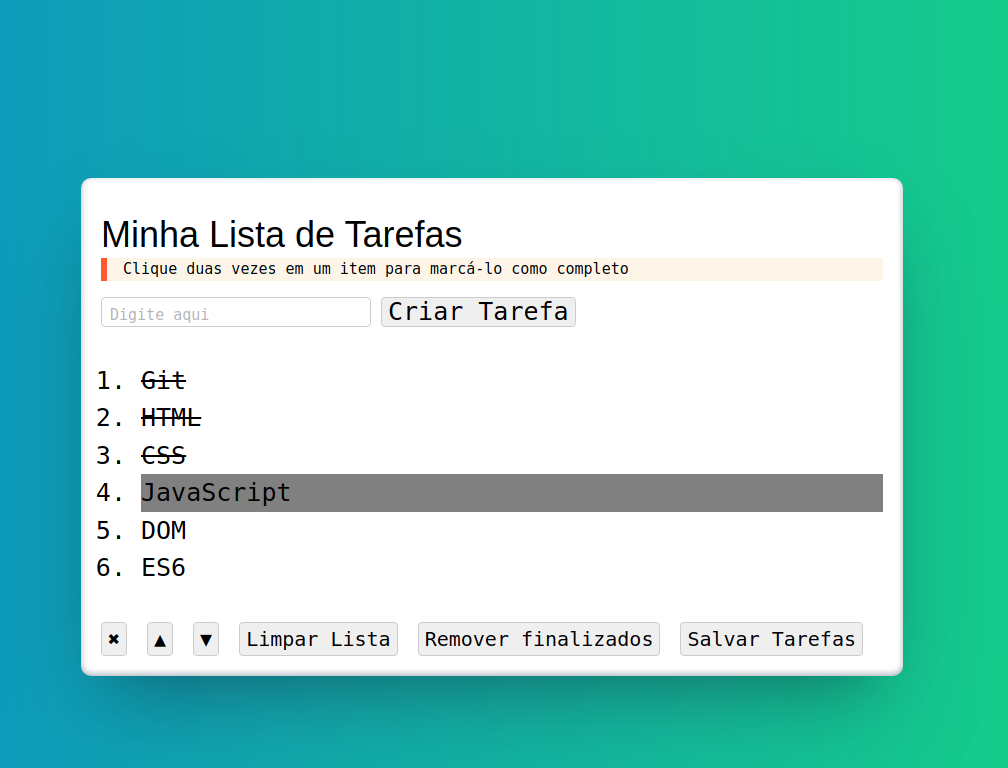 Minha Lista de Tarefas
Clique duas vezes em um item para marcá-lo como completo
Digite aqui Criar Tarefa
1. Git
2. HTML
3. CSS
4. JavaScript
5. DOM
6. ES6
✖ ▲ ▼ Limpar Lista Remover finalizados Salvar Tarefas